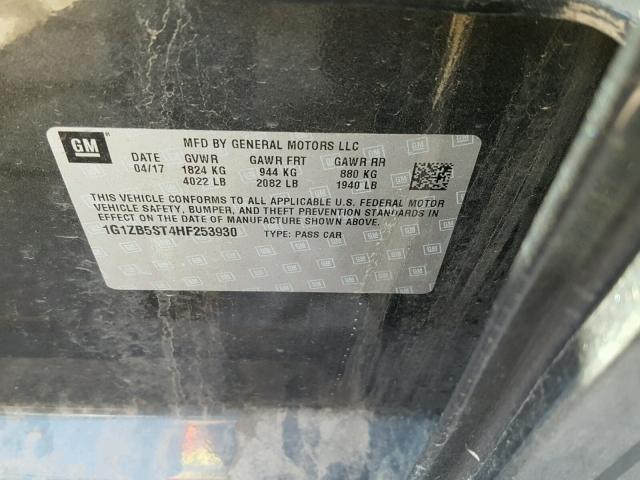 GM
MFD BY GENERAL MOTORS LLC
DATE GVWR GAWR FRT GAWR RR
04/17 1824 KG 944 KG 880 KG
4022 LB 2082 LB 1940 LB
THIS VEHICLE CONFORMS TO ALL APPLICABLE U.S. FEDERAL MOTOR
VEHICLE SAFETY, BUMPER, AND THEFT PREVENTION STANDARDS IN
EFFECT ON THE DATE OF MANUFACTURE SHOWN ABOVE.
1G1ZB5ST4HF253930 TYPE: PASS CAR